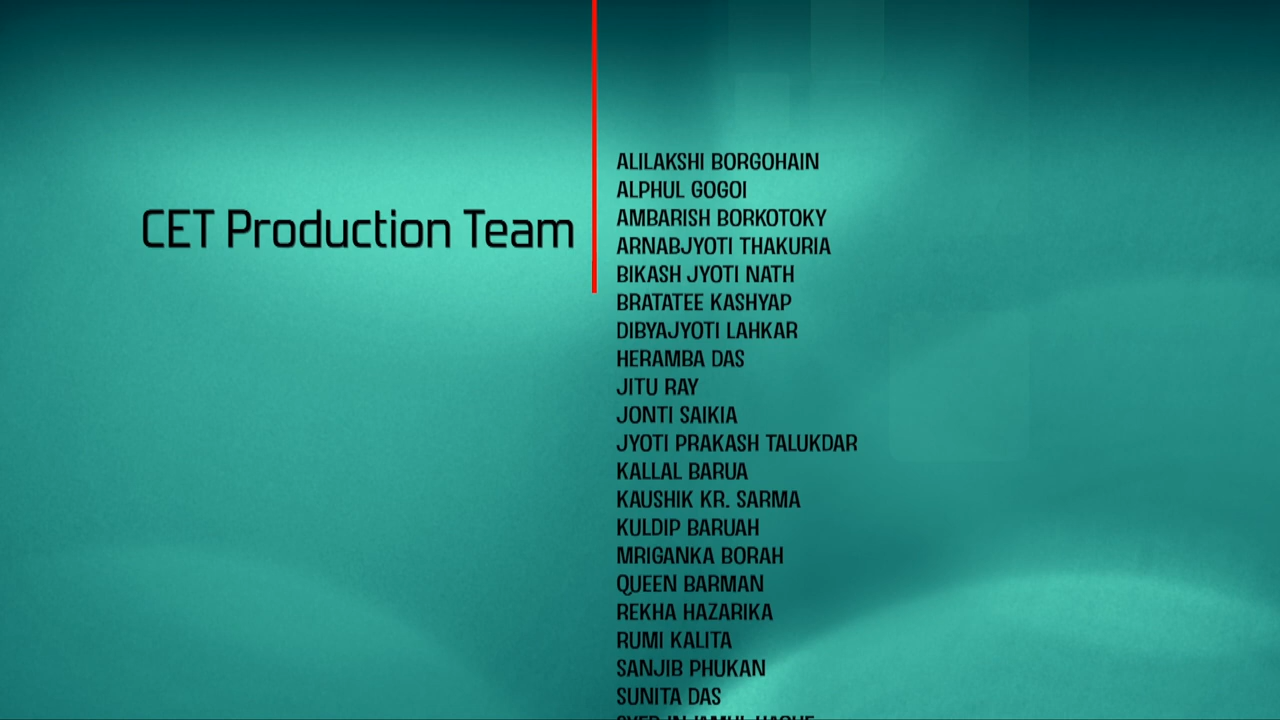 CET Production Team
ALILAKSHI BORGOHAIN
ALPHUL GOGOI
AMBARISH BORKOTOKY
ARNABJYOTI THAKURIA
BIKASH JYOTI NATH
BRATATEE KASHYAP
DIBYAJYOTI LAHKAR
HERAMBA DAS
JITU RAY
JONTI SAIKIA
JYOTI PRAKASH TALUKDAR
KALLAL BARUA
KAUSHIK KR. SARMA
KULDIP BARUAH
MRIGANKA BORAH
QUEEN BARMAN
REKHA HAZARIKA
RUMI KALITA
SANJIB PHUKAN
SUNITA DAS